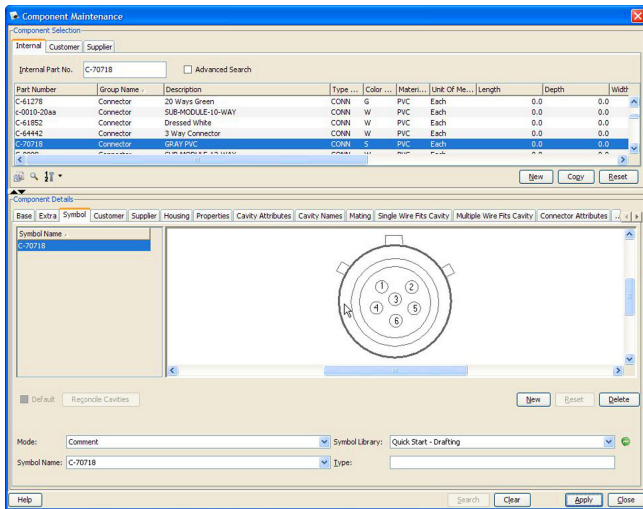 Component Maintenance
Component Selection
Internal Customer Supplier
Internal Part No. C-70718 Advanced Search
Part Number Group Name Description Type ... Color ... Materi... Unit Of Me... Length Depth Width
C-61278 Connector 20 Ways Green CONN G PVC Each 0.0 0.0
c-0010-20aa Connector SUB-MODULE-10-WAY CONN W PVC Each 0.0 0.0
C-61852 Connector Dressed White CONN W PVC Each 0.0 0.0
C-64442 Connector 3 Way Connector CONN W PVC Each 0.0 0.0
C-70718 Connector GRAY PVC CONN S PVC Each 0.0 0.0
New Copy Reset
Component Details
Base Extra Symbol Customer Supplier Housing Properties Cavity Attributes Cavity Names Mating Single Wire Fits Cavity Multiple Wire Fits Cavity Connector Attributes ..
Symbol Name
C-70718
1 2
3
4 5
6
Default Reconcile Cavities New Reset Delete
Mode: Comment Symbol Library: Quick Start - Drafting
Symbol Name: C-70718 Type:
Help Search Clear Apply Close